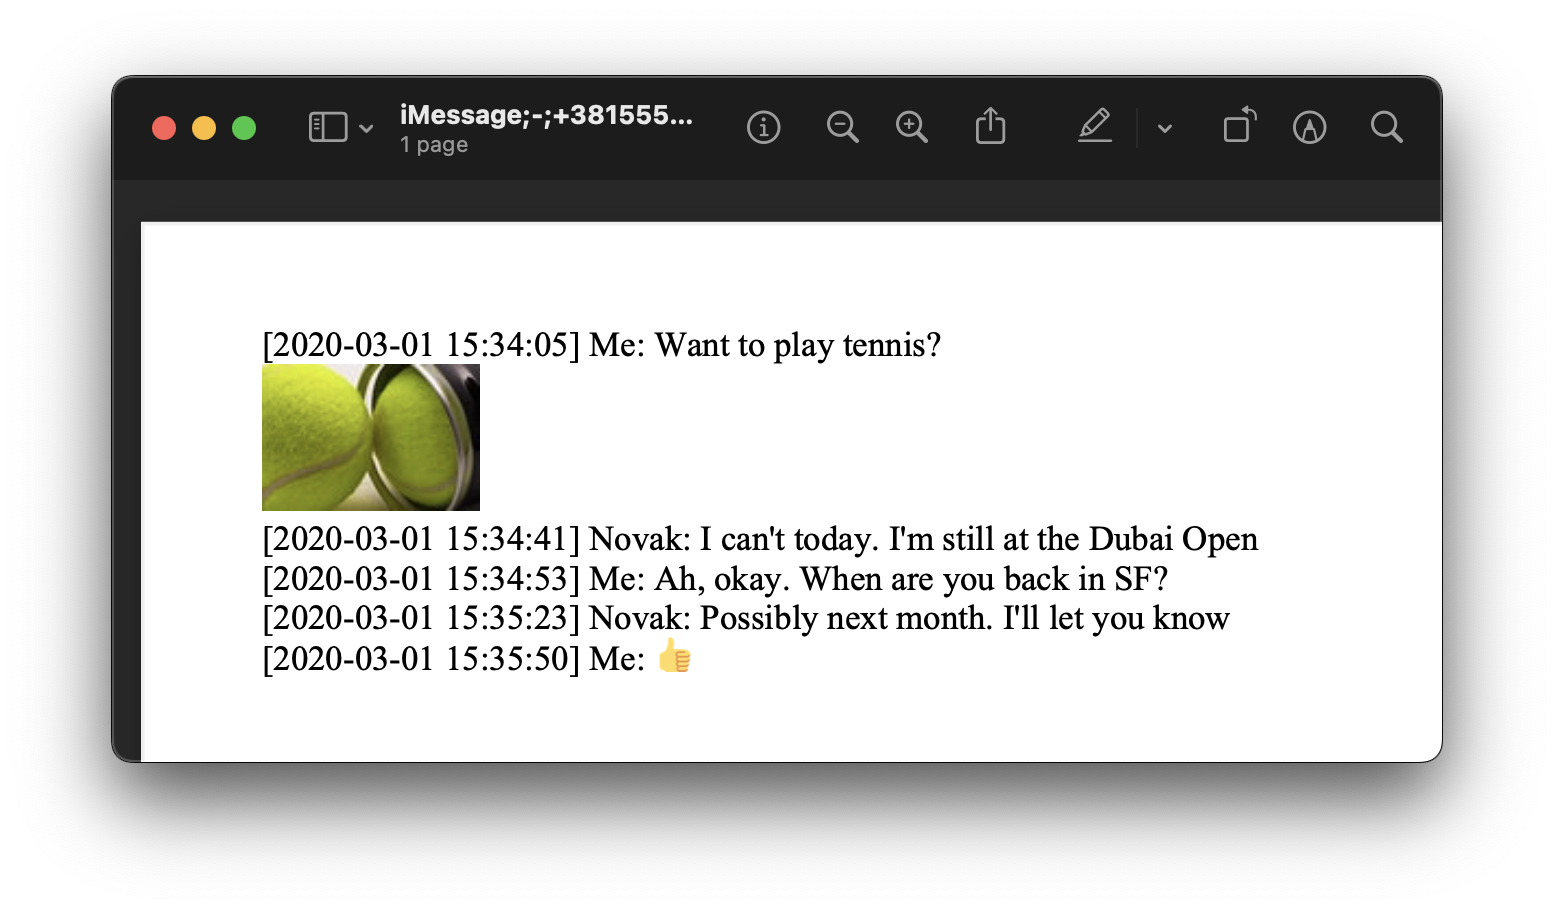 iMessage;-;+381555...
1 page
[2020-03-01 15:34:05] Me: Want to play tennis?
[2020-03-01 15:34:41] Novak: I can't today. I'm still at the Dubai Open
[2020-03-01 15:34:53] Me: Ah, okay. When are you back in SF?
[2020-03-01 15:35:23] Novak: Possibly next month. I'll let you know
[2020-03-01 15:35:50] Me: 👍